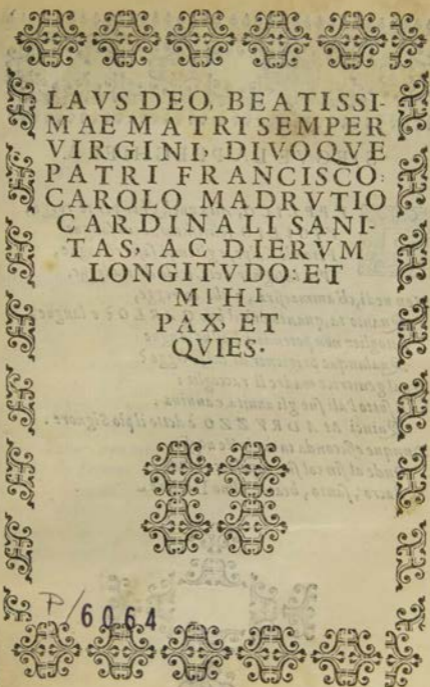 LAVS DEO, BEATISSI-
MAE MATRI SEMPER
VIRGINI, DIVOQVE
PATRI FRANCISCO:
CAROLO MADRVTIO
CARDINALI SANI-
TAS, AC DIERVM
LONGITVDO: ET
MIHI
PAX, ET
QVIES.
P/6064